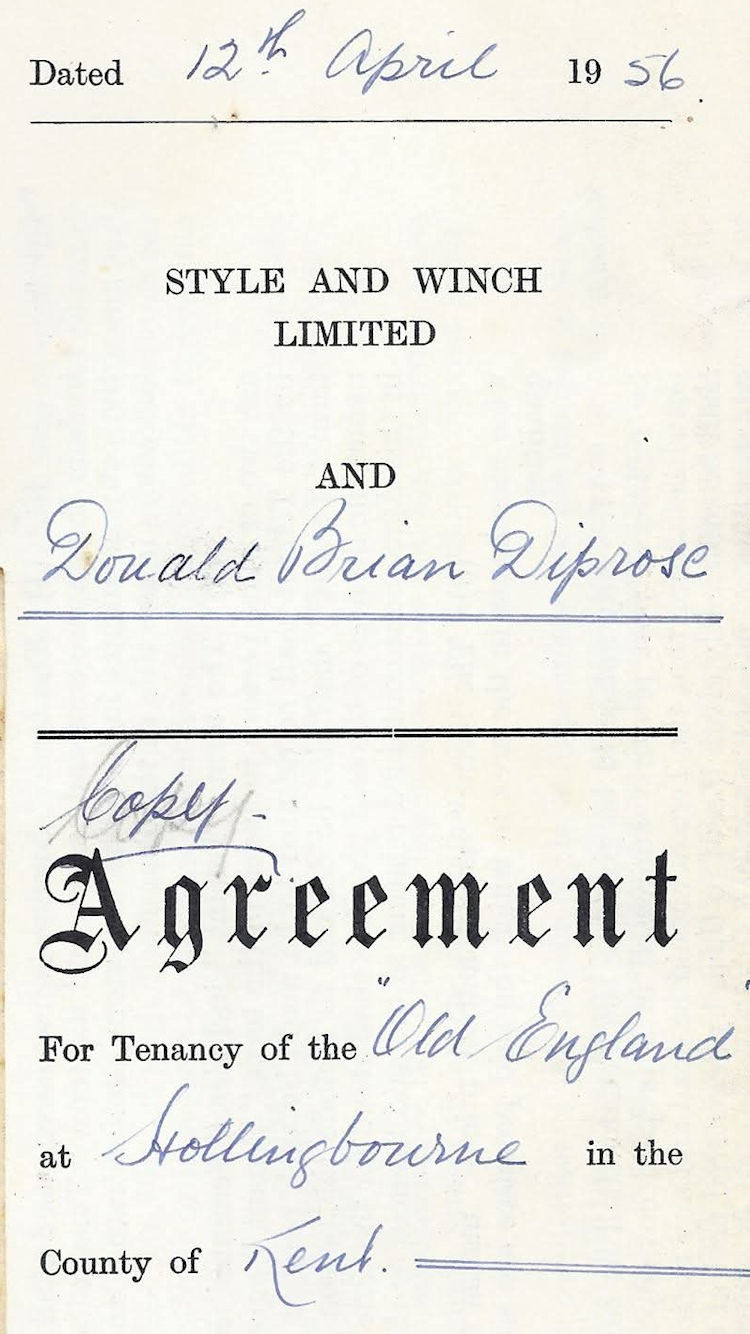 Dated 12th April 1956
STYLE AND WINCH
LIMITED
AND
Donald Brian Diprose
Copy -
Agreement
For Tenancy of the "Old England"
at Hollingbourne in the
County of Kent.